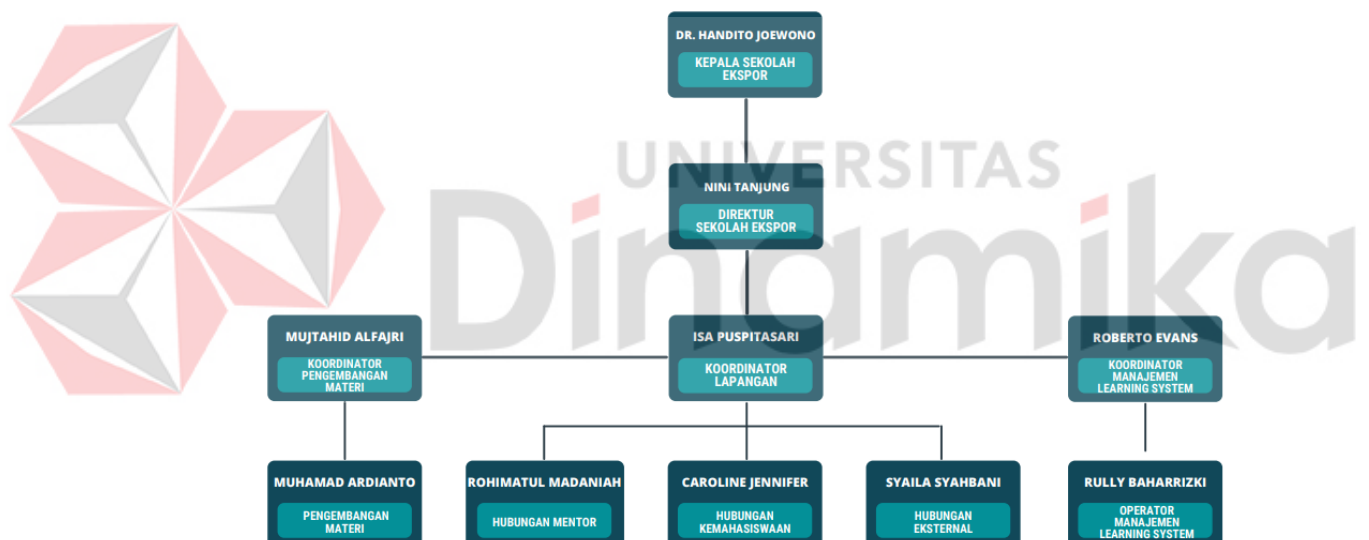 DR. HANDITO JOEWONO
KEPALA SEKOLAH
EKSPOR
UNIVERSITAS
Dinamika
NINI TANJUNG
DIREKTUR
SEKOLAH EKSPOR
MUJTAHID ALFAJRI
KOORDINATOR
PENGEMBANGAN
MATERI
ISA PUSPITASARI
KOORDINATOR
LAPANGAN
ROBERTO EVANS
KOORDINATOR
MANAJEMEN
LEARNING SYSTEM
MUHAMAD ARDIANTO
PENGEMBANGAN
MATERI
ROHIMATUL MADANIAH
HUBUNGAN MENTOR
CAROLINE JENNIFER
HUBUNGAN
KEMAHASISWAAN
SYAILA SYAHBANI
HUBUNGAN
EKSTERNAL
RULLY BAHARRIZKI
OPERATOR
MANAJEMEN
LEARNING SYSTEM